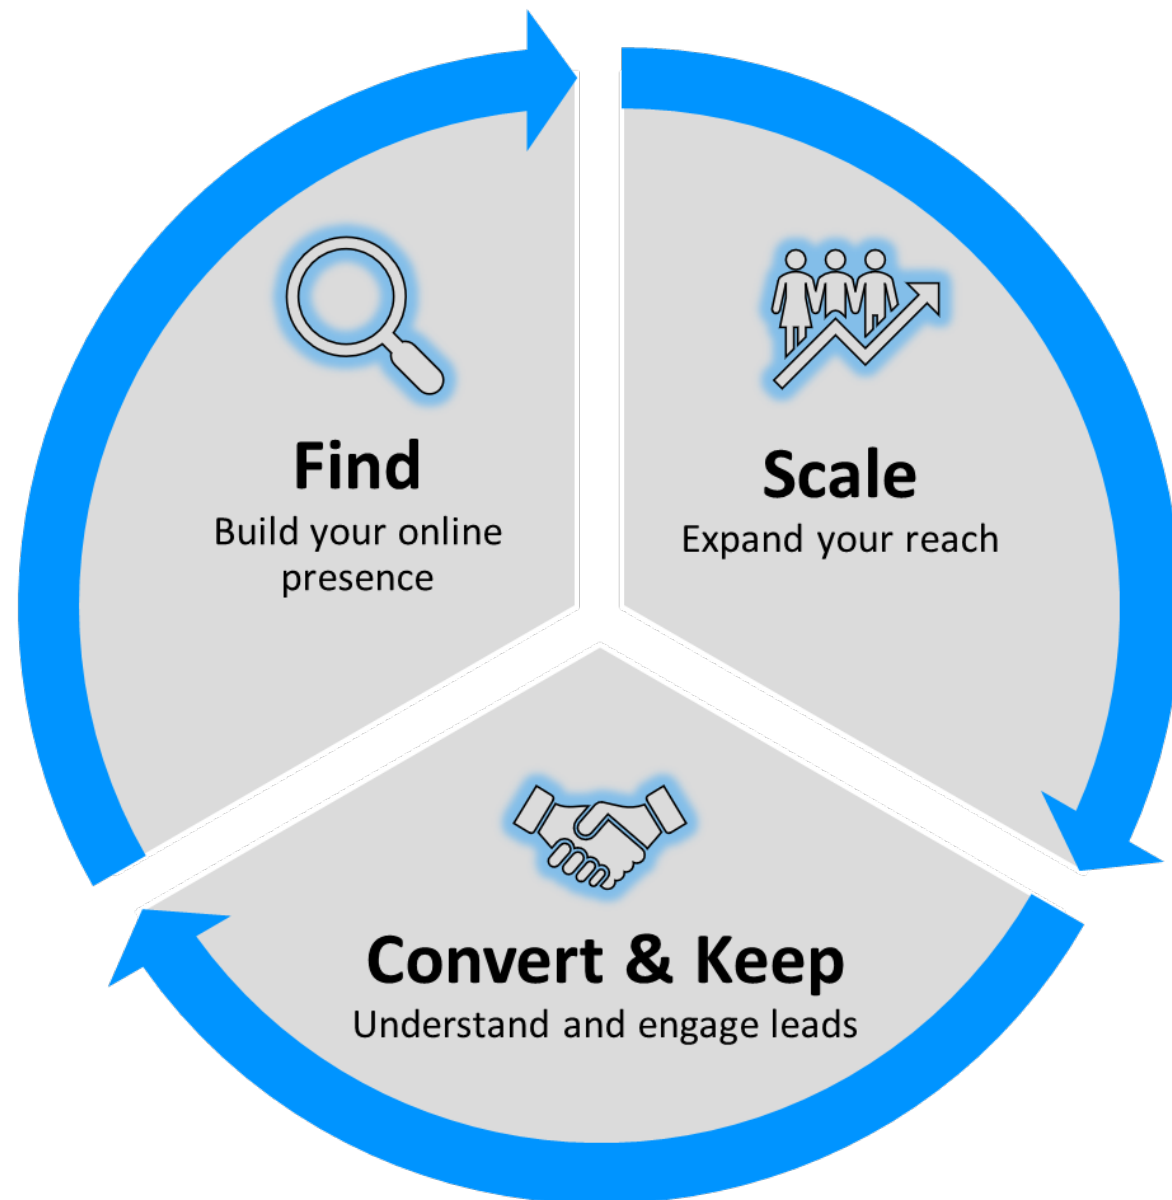 Find
Build your online
presence
Scale
Expand your reach
Convert & Keep
Understand and engage leads